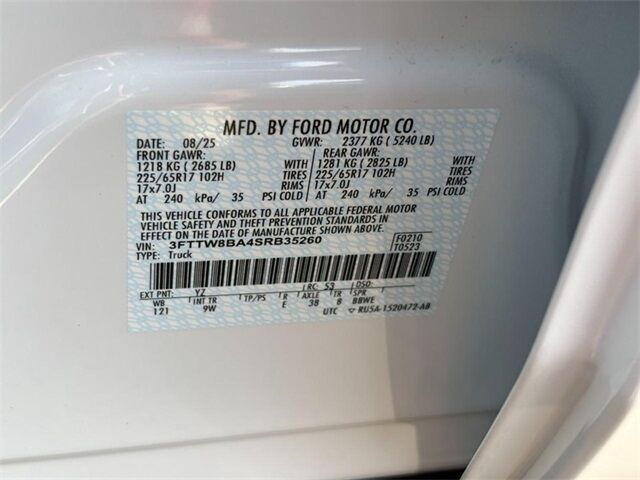 MFD. BY FORD MOTOR CO.
DATE: 08/25 GVWR: 2377 KG ( 5240 LB)
FRONT GAWR: REAR GAWR:
1218 KG ( 2685 LB) WITH 1281 KG ( 2825 LB) WITH
225/65R17 102H TIRES 225/65R17 102H TIRES
17x7.0J RIMS 17x7.0J RIMS
AT 240 kPa/ 35 PSI COLD AT 240 kPa/ 35 PSI COLD
THIS VEHICLE CONFORMS TO ALL APPLICABLE FEDERAL MOTOR
VEHICLE SAFETY AND THEFT PREVENTION STANDARDS IN
EFFECT ON THE DATE OF MANUFACTURE SHOWN ABOVE.
VIN: 3FTTW8BA4SRB35260 F0210
TYPE: Truck T0523
EXT PNT: YZ RC: 53 DSO:
WB INT TR TP/PS R AXLE TR SPR
121 9W E 38 8 BBWE
UTC RU5A-1520472-AB